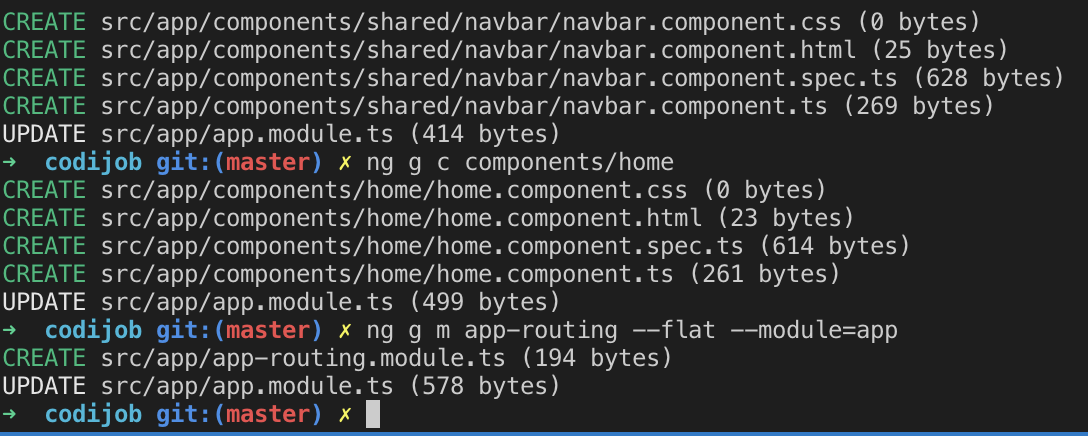 CREATE src/app/components/shared/navbar/navbar.component.css (0 bytes)
CREATE src/app/components/shared/navbar/navbar.component.html (25 bytes)
CREATE src/app/components/shared/navbar/navbar.component.spec.ts (628 bytes)
CREATE src/app/components/shared/navbar/navbar.component.ts (269 bytes)
UPDATE src/app/app.module.ts (414 bytes)
→ codijob git:(master) ✗ ng g c components/home
CREATE src/app/components/home/home.component.css (0 bytes)
CREATE src/app/components/home/home.component.html (23 bytes)
CREATE src/app/components/home/home.component.spec.ts (614 bytes)
CREATE src/app/components/home/home.component.ts (261 bytes)
UPDATE src/app/app.module.ts (499 bytes)
→ codijob git:(master) ✗ ng g m app-routing --flat --module=app
CREATE src/app/app-routing.module.ts (194 bytes)
UPDATE src/app/app.module.ts (578 bytes)
→ codijob git:(master) ✗